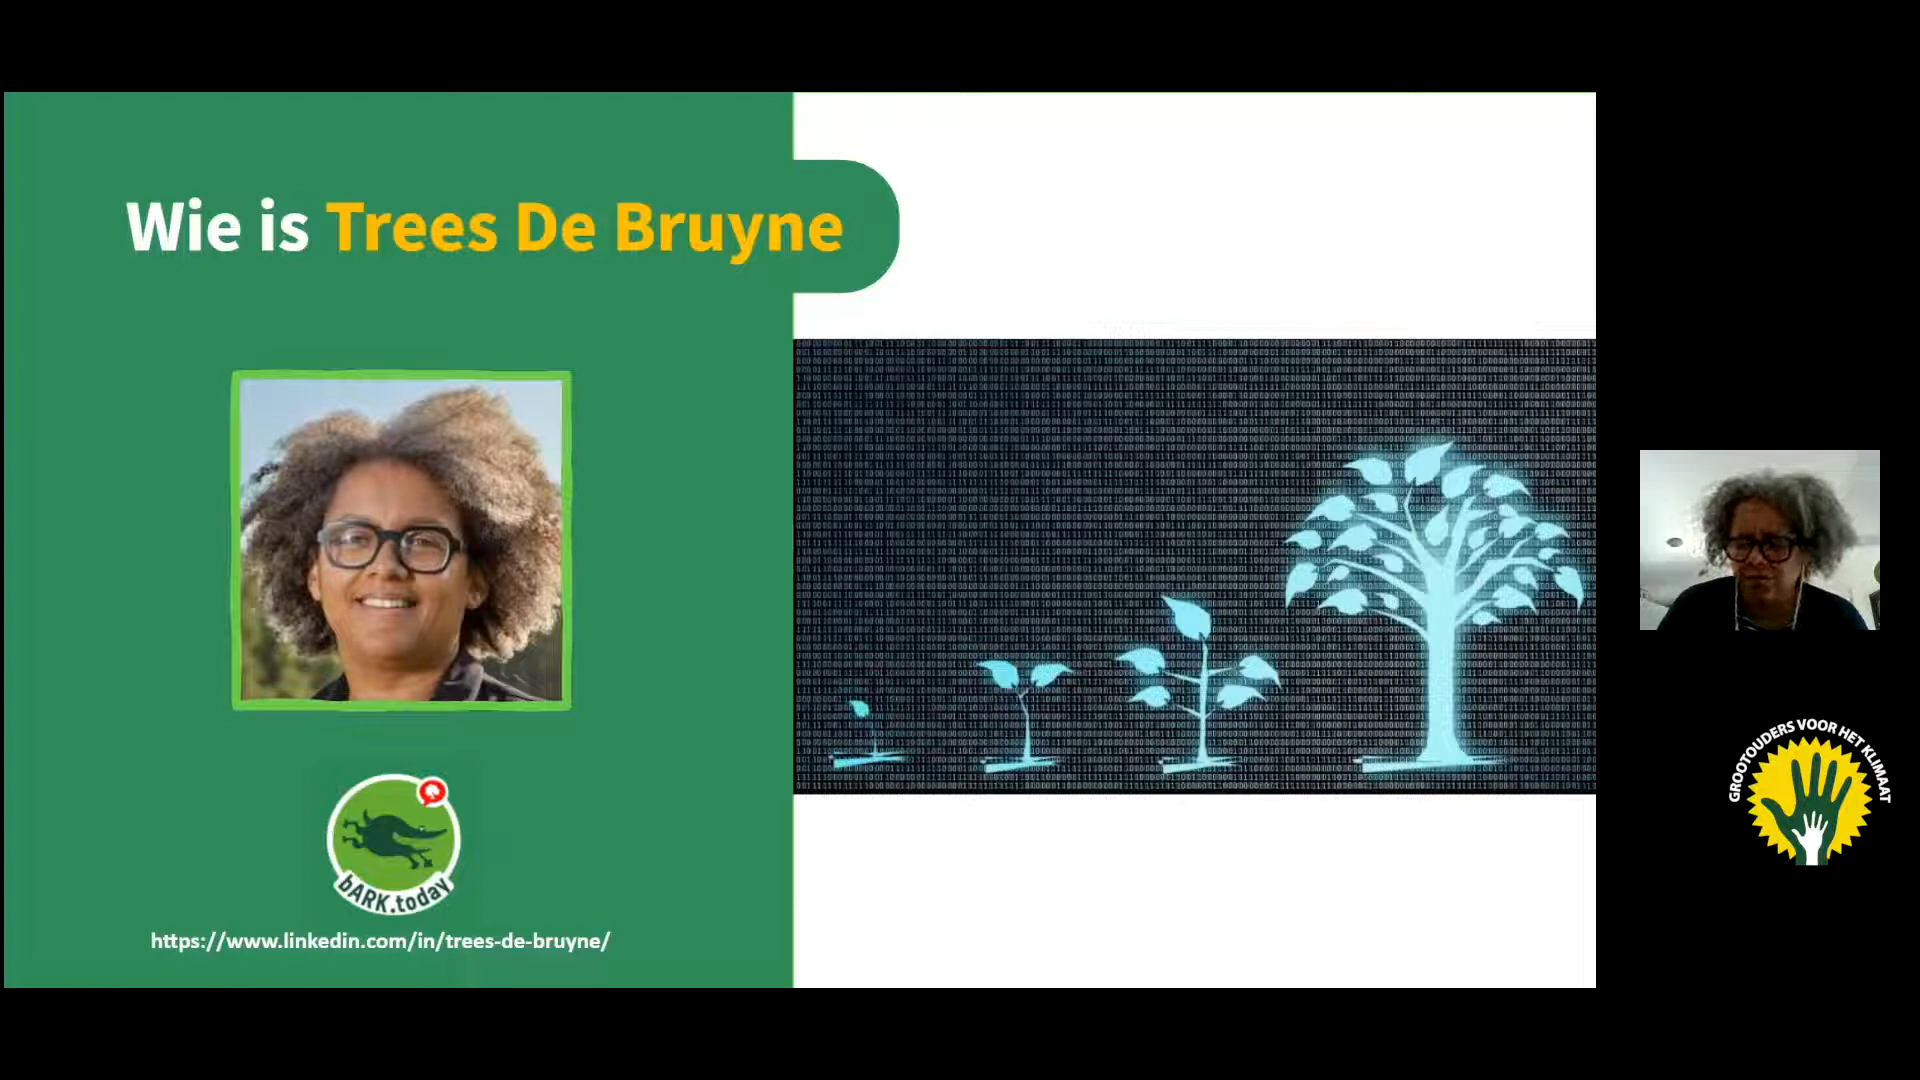 Wie is Trees De Bruyne
bARK.today
https://www.linkedin.com/in/trees-de-bruyne/
GROOTOUDERS VOOR HET KLIMAAT